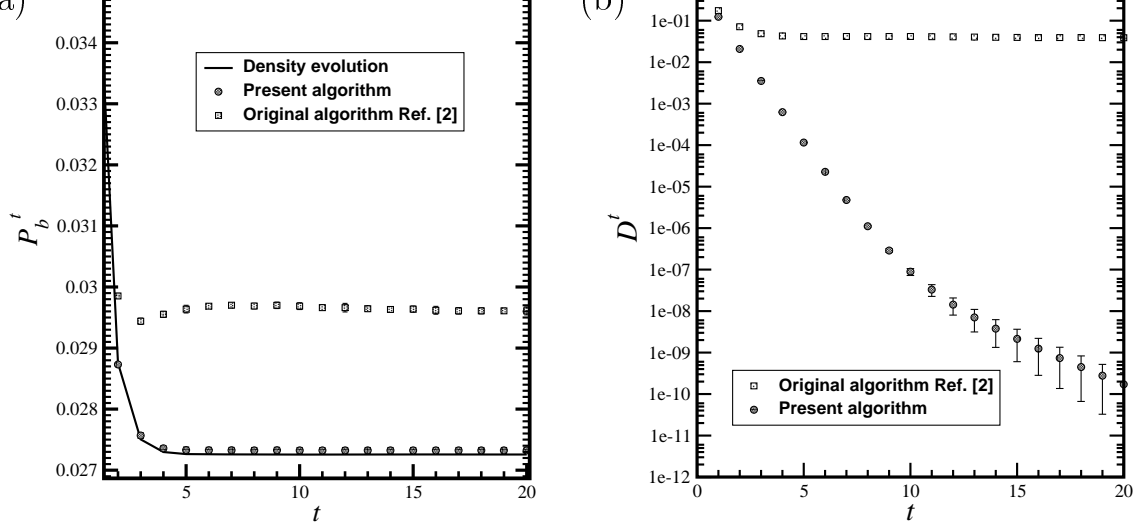 a)
0.034
0.033
0.032
0.031
0.03
0.029
0.028
0.027
P_b^t
Density evolution
Present algorithm
Original algorithm Ref. [2]
5 10 15 20
t
(b)
1e-01
1e-02
1e-03
1e-04
1e-05
1e-06
1e-07
1e-08
1e-09
1e-10
1e-11
1e-12
D^t
Original algorithm Ref. [2]
Present algorithm
0 5 10 15 20
t